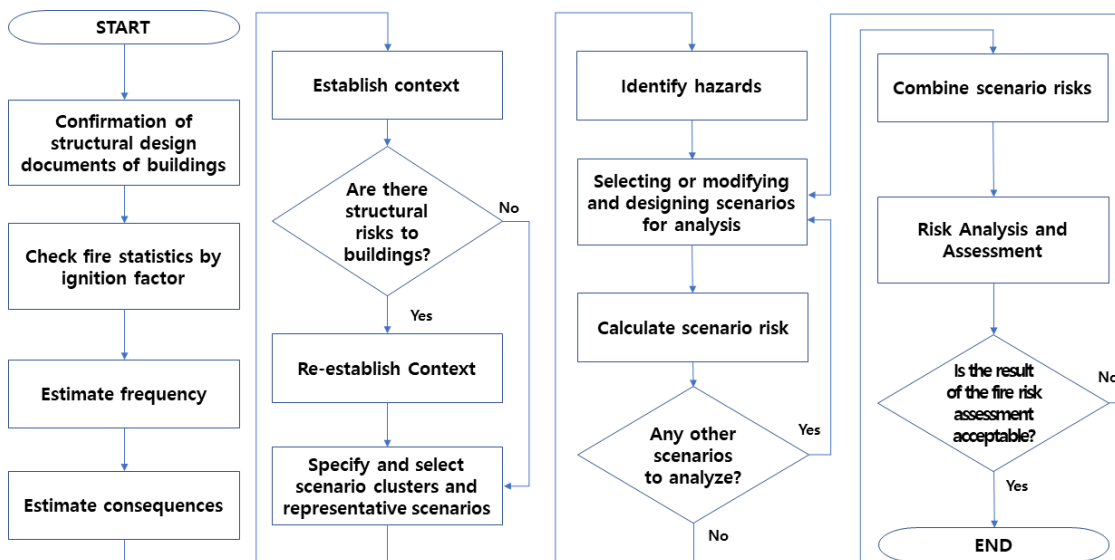 START
Confirmation of
structural design
documents of buildings
Check fire statistics by
ignition factor
Estimate frequency
Estimate consequences
Establish context
Are there
structural
risks to
buildings?
No
Yes
Re-establish Context
Specify and select
scenario clusters and
representative scenarios
Identify hazards
Selecting or modifying
and designing scenarios
for analysis
Calculate scenario risk
Any other
scenarios
to analyze?
Yes
No
Combine scenario risks
Risk Analysis and
Assessment
Is the result
of the fire risk
assessment
acceptable?
No
Yes
END